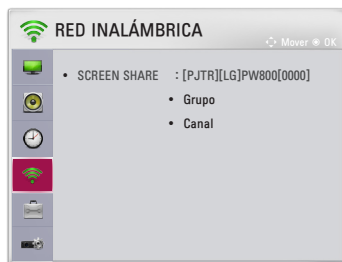 RED INALÁMBRICA
Mover OK
• SCREEN SHARE : [PJTR][LG]PW800[0000]
• Grupo
• Canal